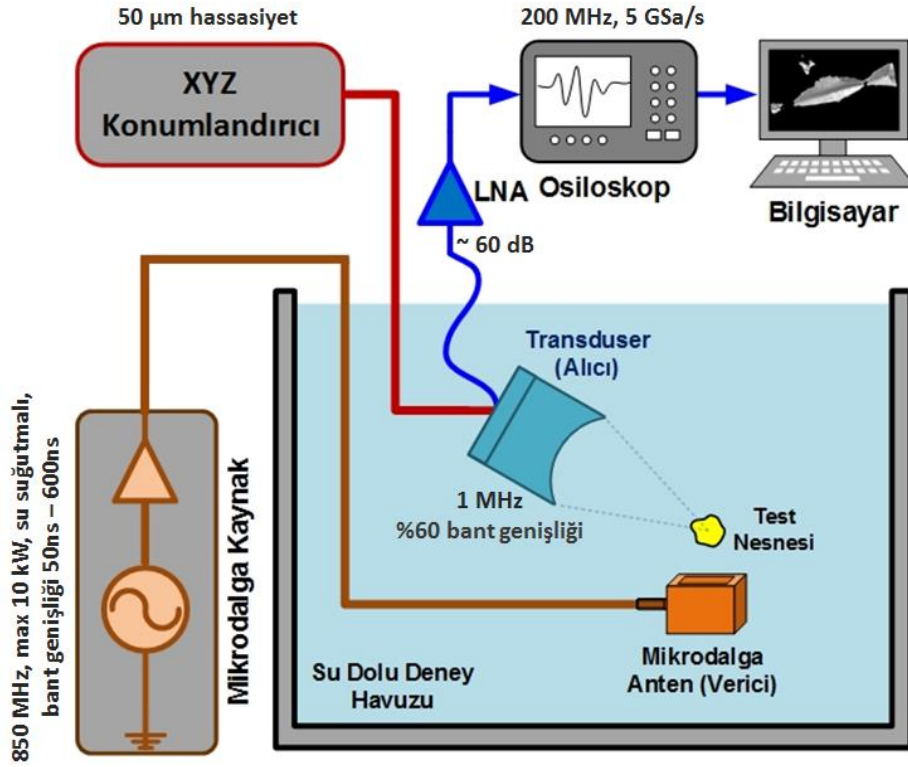 50 µm hassasiyet
XYZ
Konumlandırıcı
200 MHz, 5 GSa/s
LNA
~ 60 dB
Osiloskop
Bilgisayar
Transduser
(Alıcı)
1 MHz
%60 bant genişliği
Test
Nesnesi
Mikrodalga
Anten (Verici)
Su Dolu Deney
Havuzu
Mikrodalga Kaynak
850 MHz, max 10 kW, su suğutmalı,
bant genişliği 50ns – 600ns